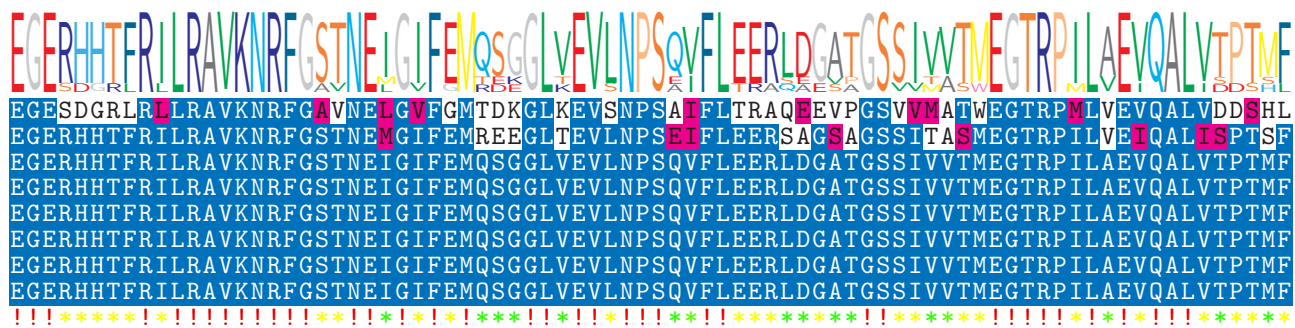 EGERHHTFRILRAVKNRFGSTNEIGIFEMQSGGLVEVLNPSQVFLEERLDGATGSSIVVTMEGTRPILAEVQALVTPTMF
EGESDGRLRLLRAVKNRFGAVNELGVFGMTDKGLKEVSNPSAIFLTRAQEEVPGSVVMATWEGTRPMLVEVQALVDDSHL
EGERHHTFRILRAVKNRFGSTNEMGIFEMREEGLTEVLNPSEIFLEERSAGSAGSSITASMEGTRPILVEIQALISPTSF
EGERHHTFRILRAVKNRFGSTNEIGIFEMQSGGLVEVLNPSQVFLEERLDGATGSSIVVTMEGTRPILAEVQALVTPTMF
EGERHHTFRILRAVKNRFGSTNEIGIFEMQSGGLVEVLNPSQVFLEERLDGATGSSIVVTMEGTRPILAEVQALVTPTMF
EGERHHTFRILRAVKNRFGSTNEIGIFEMQSGGLVEVLNPSQVFLEERLDGATGSSIVVTMEGTRPILAEVQALVTPTMF
EGERHHTFRILRAVKNRFGSTNEIGIFEMQSGGLVEVLNPSQVFLEERLDGATGSSIVVTMEGTRPILAEVQALVTPTMF
EGERHHTFRILRAVKNRFGSTNEIGIFEMQSGGLVEVLNPSQVFLEERLDGATGSSIVVTMEGTRPILAEVQALVTPTMF
EGERHHTFRILRAVKNRFGSTNEIGIFEMQSGGLVEVLNPSQVFLEERLDGATGSSIVVTMEGTRPILAEVQALVTPTMF
!!!*****!*!!!!!!!!!**!!*!*!*!***!!*!!*!!!**!!********!!******!!!!!*!*!*!!!******